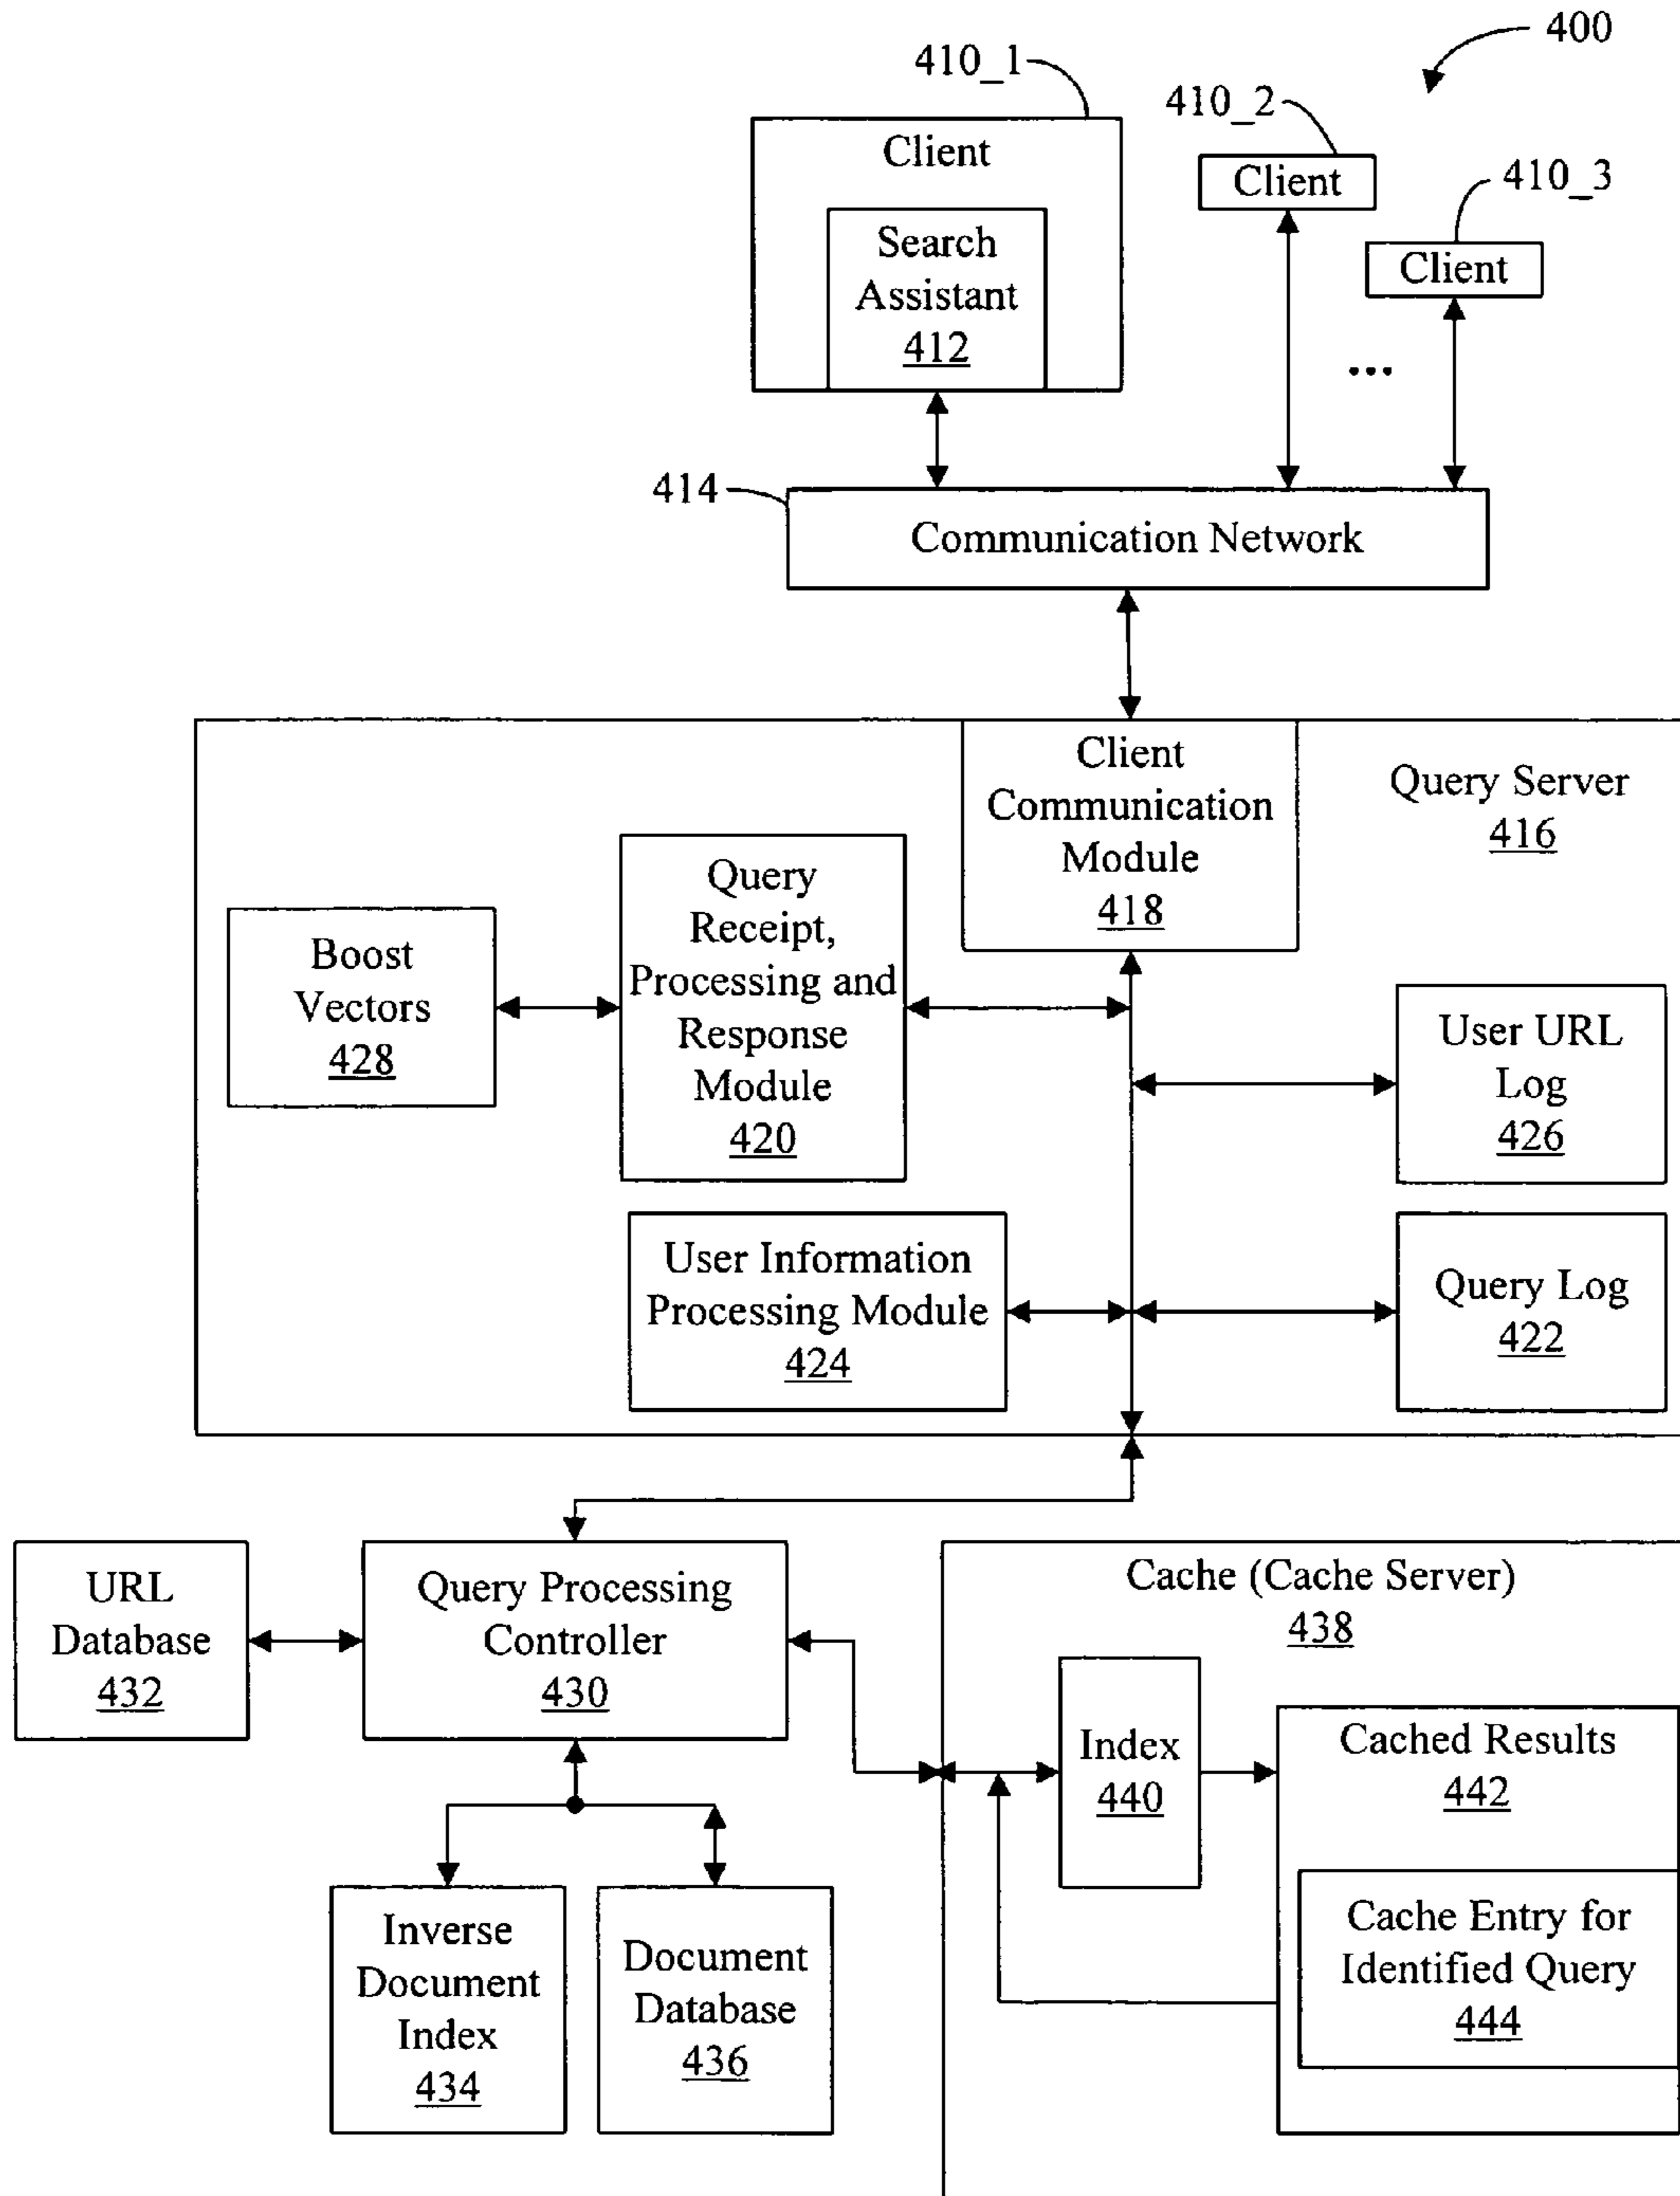 400
410_1
410_2
410_3
Client
Client
Client
Search
Assistant
412
...
414
Communication Network
Client
Communication
Module
418
Query Server
416
Query
Receipt,
Processing and
Response
Module
420
Boost
Vectors
428
User URL
Log
426
User Information
Processing Module
424
Query Log
422
URL
Database
432
Query Processing
Controller
430
Cache (Cache Server)
438
Index
440
Cached Results
442
Cache Entry for
Identified Query
444
Inverse
Document
Index
434
Document
Database
436